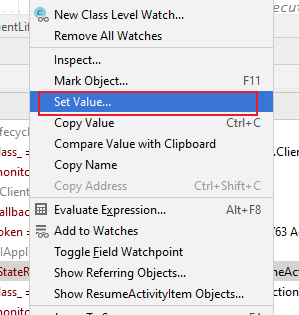 New Class Level Watch...
Remove All Watches
Inspect...
Mark Object... F11
Set Value...
Copy Value Ctrl+C
Compare Value with Clipboard
Copy Name
Copy Address Ctrl+Shift+C
Evaluate Expression... Alt+F8
Add to Watches
Toggle Field Watchpoint
Show Referring Objects...
Show ResumeActivityItem Objects...